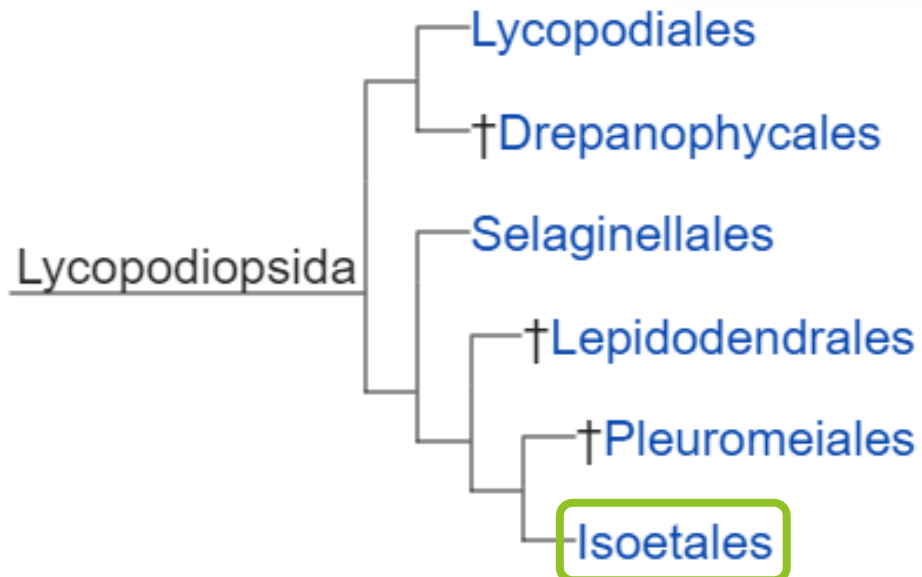 Lycopodiales
†Drepanophycales
Selaginellales
Lycopodiopsida
†Lepidodendrales
†Pleuromeiales
Isoetales